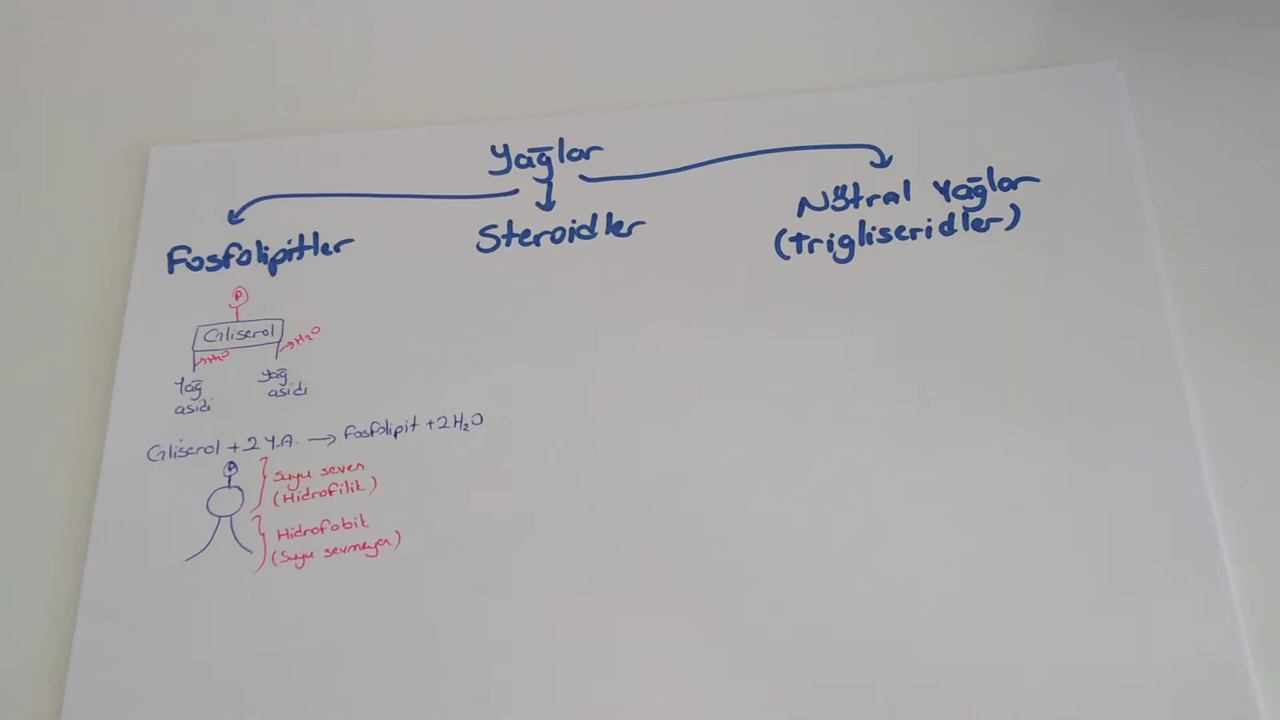 Yağlar
Fosfolipitler
Steroidler
Nötral Yağlar
(trigliseridler)
P
Gliserol
H2O
H2O
Yağ
asidi
Yağ
asidi
Gliserol + 2 Y.A. → Fosfolipit + 2H₂O
P
Suyu seven
(Hidrofilik)
Hidrofobik
(Suyu sevmeyen)